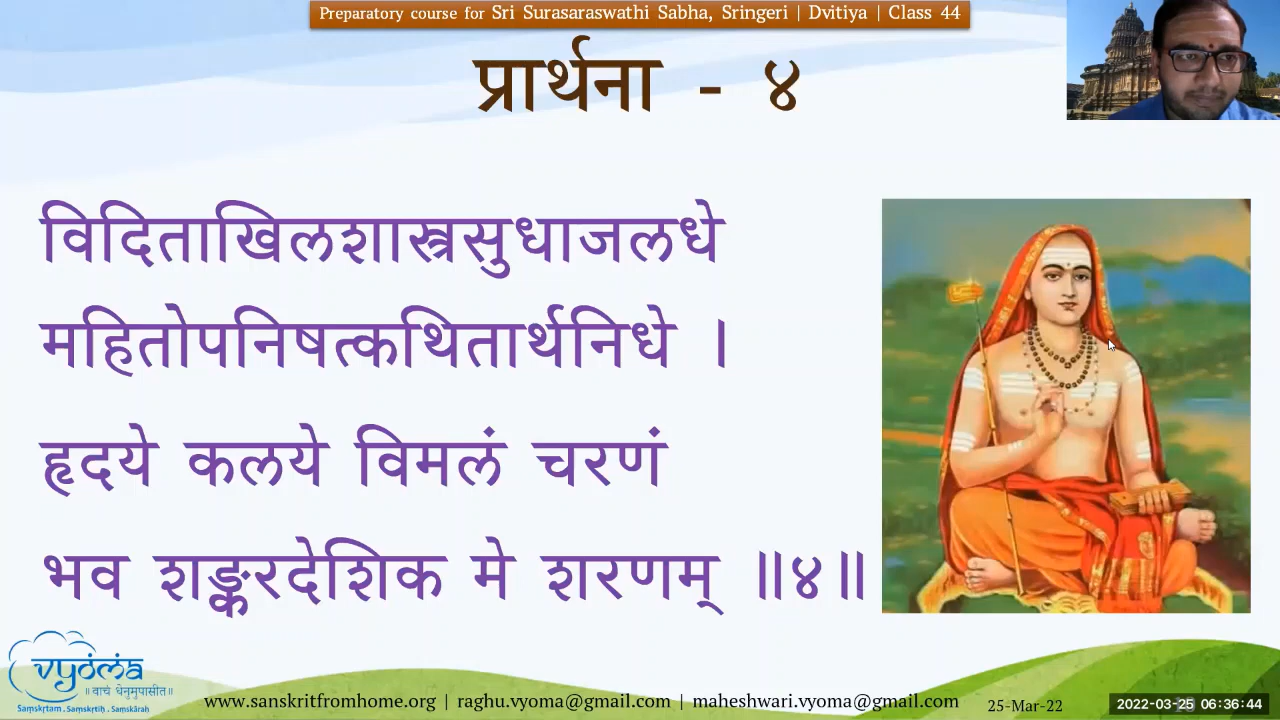 Preparatory course for Sri Surasaraswathi Sabha, Sringeri | Dvitiya | Class 44
प्रार्थना - ४
विदिताखिलशास्त्रसुधाजलधे
महितोपनिषत्कथितार्थनिधे ।
हृदये कलये विमलं चरणं
भव शङ्करदेशिक मे शरणम् ॥४॥
vyoma
॥ वाचं धेनुमुपासीत॥
Saṃskṛtam . Saṃskṛtiḥ . Saṃskārah
www.sanskritfromhome.org | raghu.vyoma@gmail.com | maheshwari.vyoma@gmail.com
25-Mar-22
2022-03-25 06:36:44